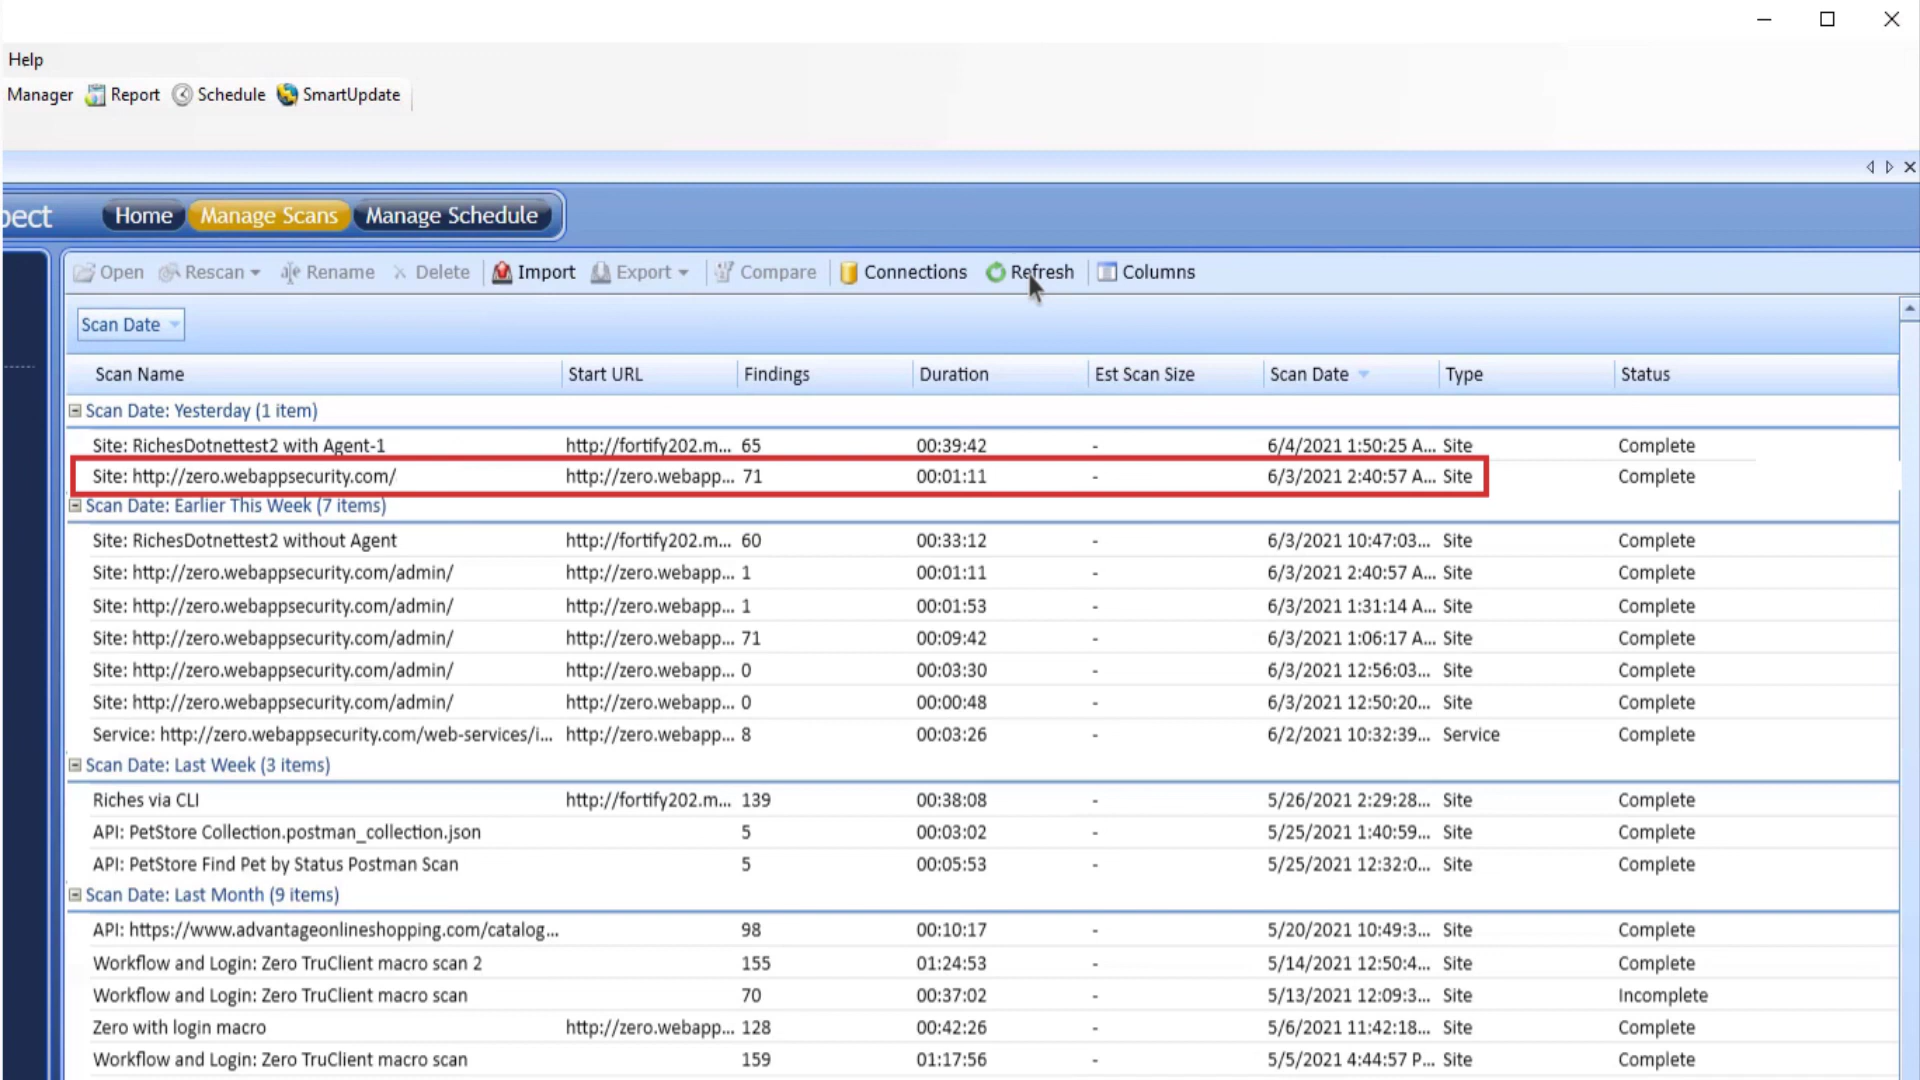 Help
Manager Report Schedule SmartUpdate
pect Home Manage Scans Manage Schedule
Open Rescan Rename Delete Import Export Compare Connections Refresh Columns
Scan Date
Scan Name Start URL Findings Duration Est Scan Size Scan Date Type Status
Scan Date: Yesterday (1 item)
Site: RichesDotnettest2 with Agent-1 http://fortify202.m... 65 00:39:42 - 6/4/2021 1:50:25 A... Site Complete
Site: http://zero.webappsecurity.com/ http://zero.webapp... 71 00:01:11 - 6/3/2021 2:40:57 A... Site Complete
Scan Date: Earlier This Week (7 items)
Site: RichesDotnettest2 without Agent http://fortify202.m... 60 00:33:12 - 6/3/2021 10:47:03... Site Complete
Site: http://zero.webappsecurity.com/admin/ http://zero.webapp... 1 00:01:11 - 6/3/2021 2:40:57 A... Site Complete
Site: http://zero.webappsecurity.com/admin/ http://zero.webapp... 1 00:01:53 - 6/3/2021 1:31:14 A... Site Complete
Site: http://zero.webappsecurity.com/admin/ http://zero.webapp... 71 00:09:42 - 6/3/2021 1:06:17 A... Site Complete
Site: http://zero.webappsecurity.com/admin/ http://zero.webapp... 0 00:03:30 - 6/3/2021 12:56:03... Site Complete
Site: http://zero.webappsecurity.com/admin/ http://zero.webapp... 0 00:00:48 - 6/3/2021 12:50:20... Site Complete
Service: http://zero.webappsecurity.com/web-services/i... http://zero.webapp... 8 00:03:26 - 6/2/2021 10:32:39... Service Complete
Scan Date: Last Week (3 items)
Riches via CLI http://fortify202.m... 139 00:38:08 - 5/26/2021 2:29:28... Site Complete
API: PetStore Collection.postman_collection.json 5 00:03:02 - 5/25/2021 1:40:59... Site Complete
API: PetStore Find Pet by Status Postman Scan 5 00:05:53 - 5/25/2021 12:32:0... Site Complete
Scan Date: Last Month (9 items)
API: https://www.advantageonlineshopping.com/catalog... 98 00:10:17 - 5/20/2021 10:49:3... Site Complete
Workflow and Login: Zero TruClient macro scan 2 155 01:24:53 - 5/14/2021 12:50:4... Site Complete
Workflow and Login: Zero TruClient macro scan 70 00:37:02 - 5/13/2021 12:09:3... Site Incomplete
Zero with login macro http://zero.webapp... 128 00:42:26 - 5/6/2021 11:42:18... Site Complete
Workflow and Login: Zero TruClient macro scan 159 01:17:56 - 5/5/2021 4:44:57 P... Site Complete